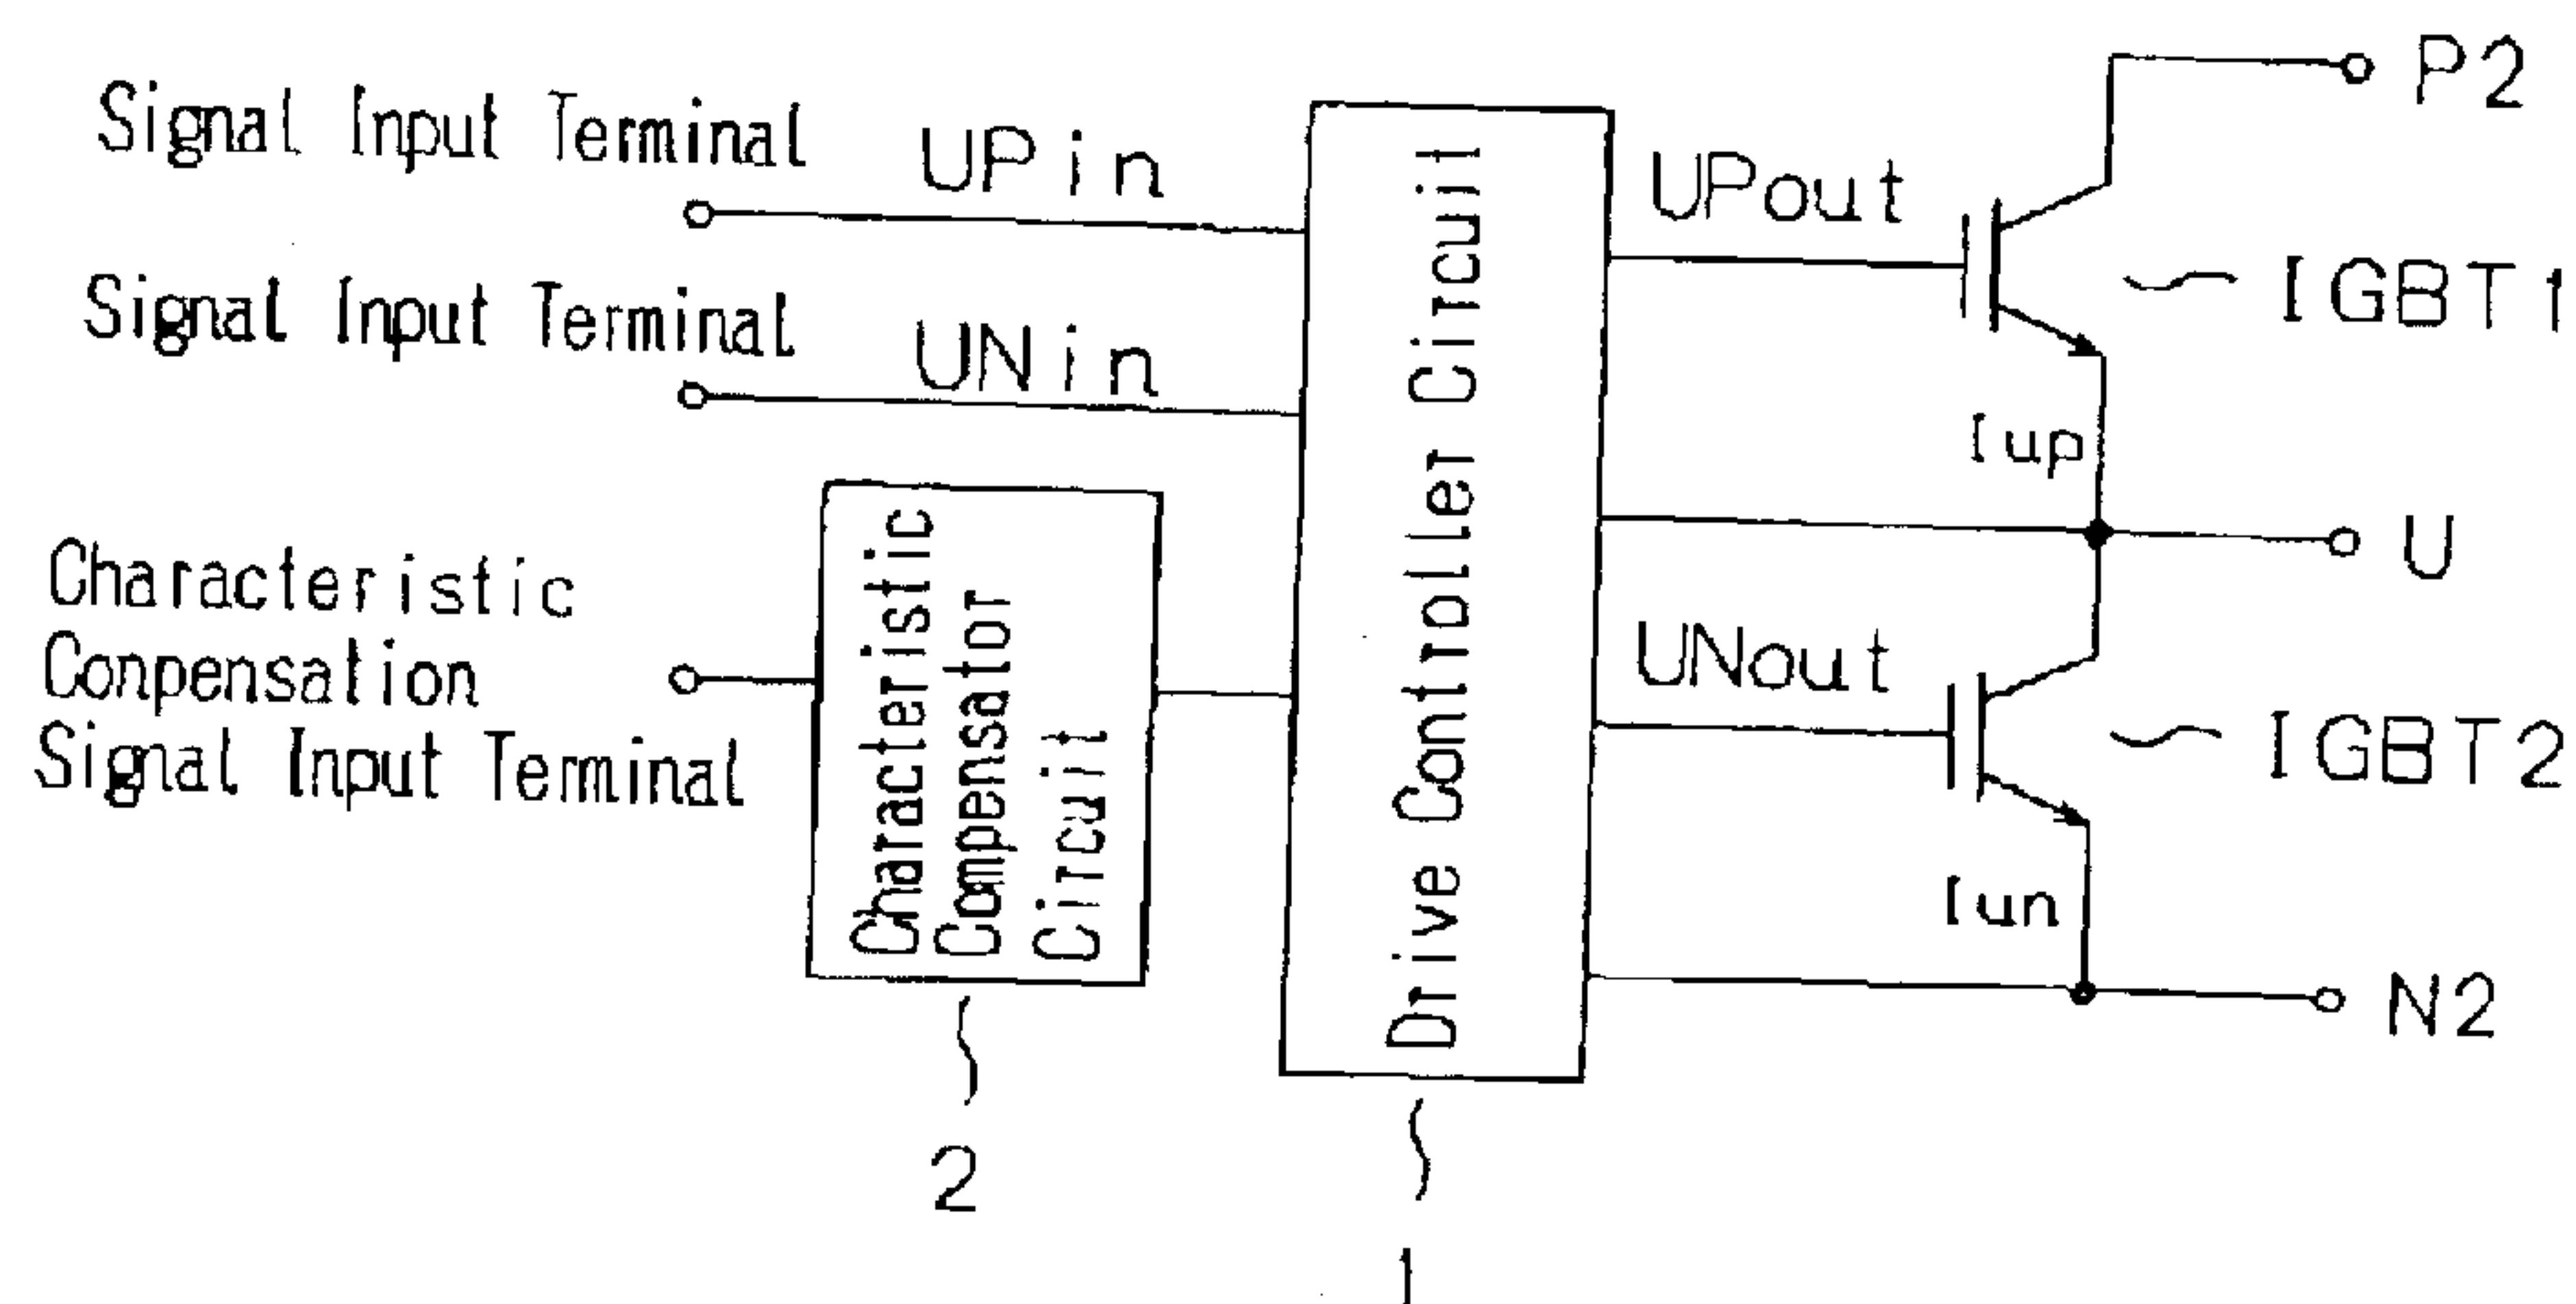 Signal Input Terminal
UPin
Signal Input Terminal
UNin
Characteristic
Conpensation
Signal Input Terminal
Characteristic
Compensator
Circuit
2
Drive Controller Circuit
1
UPout
P2
IGBT1
Iup
U
UNout
IGBT2
Iun
N2